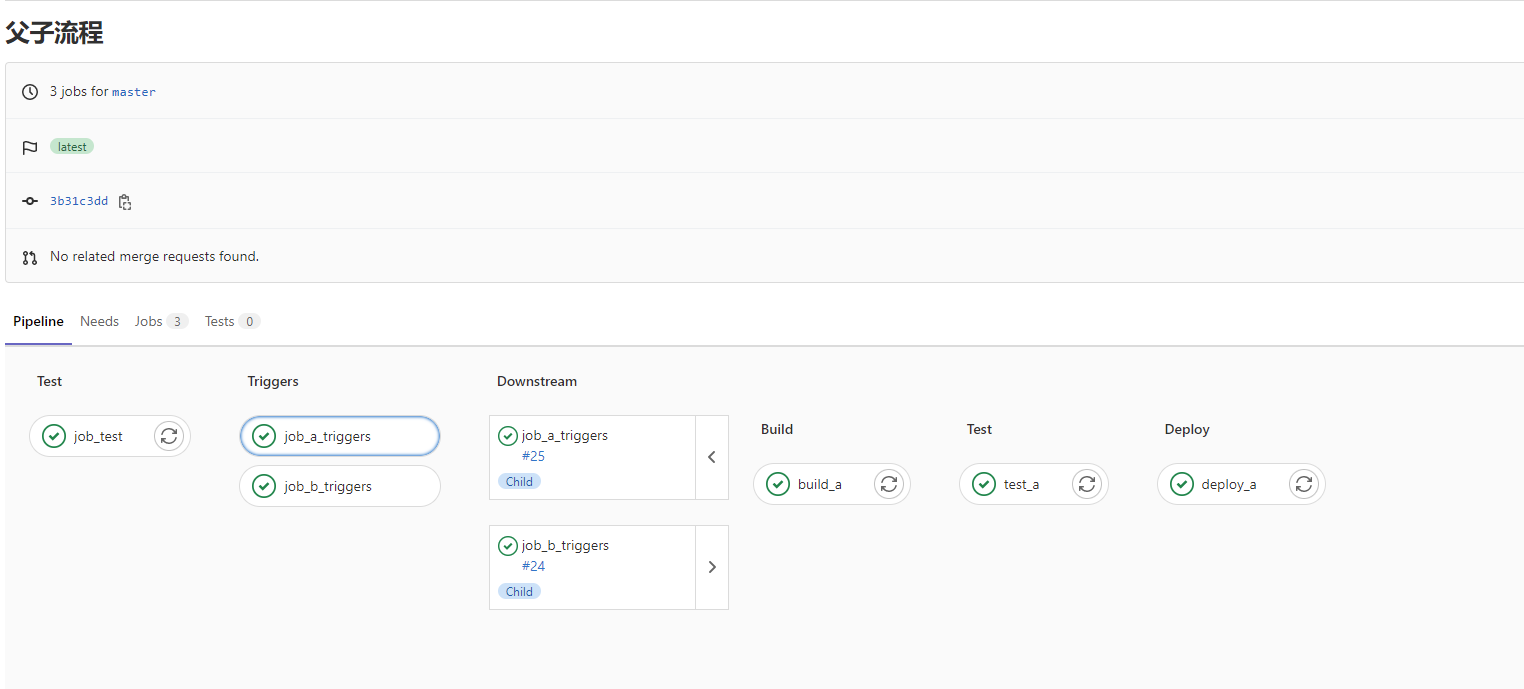 父子流程
3 jobs for master
latest
3b31c3dd
No related merge requests found.
Pipeline Needs Jobs 3 Tests 0
Test Triggers Downstream
job_test job_a_triggers job_a_triggers
#25
Child
Build Test Deploy
job_b_triggers build_a test_a deploy_a
job_b_triggers
#24
Child